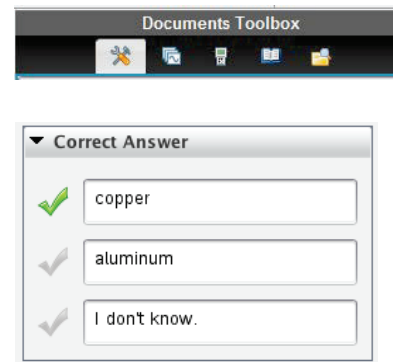 Documents Toolbox
Correct Answer
copper
aluminum
I don't know.